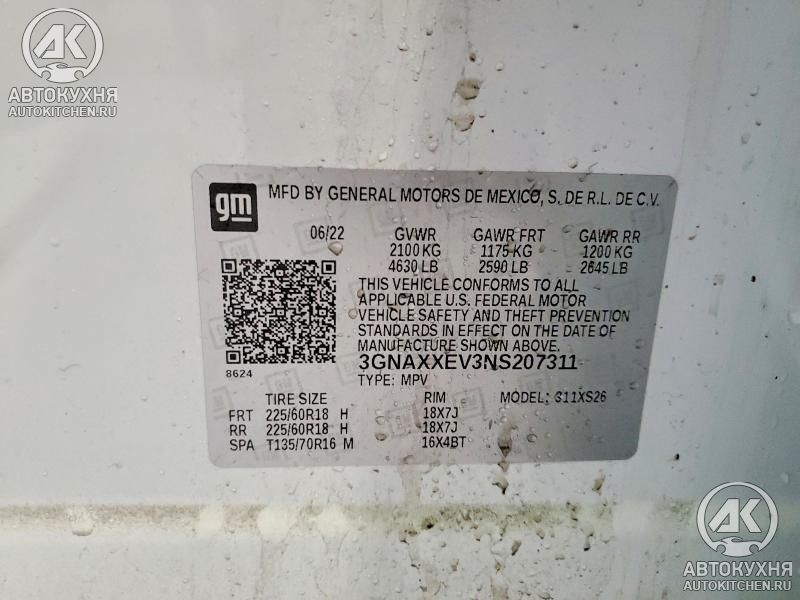 AK
АВТОКУХНЯ
AUTOKITCHEN.RU
gm
MFD BY GENERAL MOTORS DE MEXICO, S. DE R.L. DE C.V.
06/22 GVWR GAWR FRT GAWR RR
2100 KG 1175 KG 1200 KG
4630 LB 2590 LB 2645 LB
THIS VEHICLE CONFORMS TO ALL
APPLICABLE U.S. FEDERAL MOTOR
VEHICLE SAFETY AND THEFT PREVENTION
STANDARDS IN EFFECT ON THE DATE OF
MANUFACTURE SHOWN ABOVE.
8624
3GNAXXEV3NS207311
TYPE: MPV
TIRE SIZE RIM MODEL: 311XS26
FRT 225/60R18 H 18X7J
RR 225/60R18 H 18X7J
SPA T135/70R16 M 16X4BT
AK
АВТОКУХНЯ
AUTOKITCHEN.RU